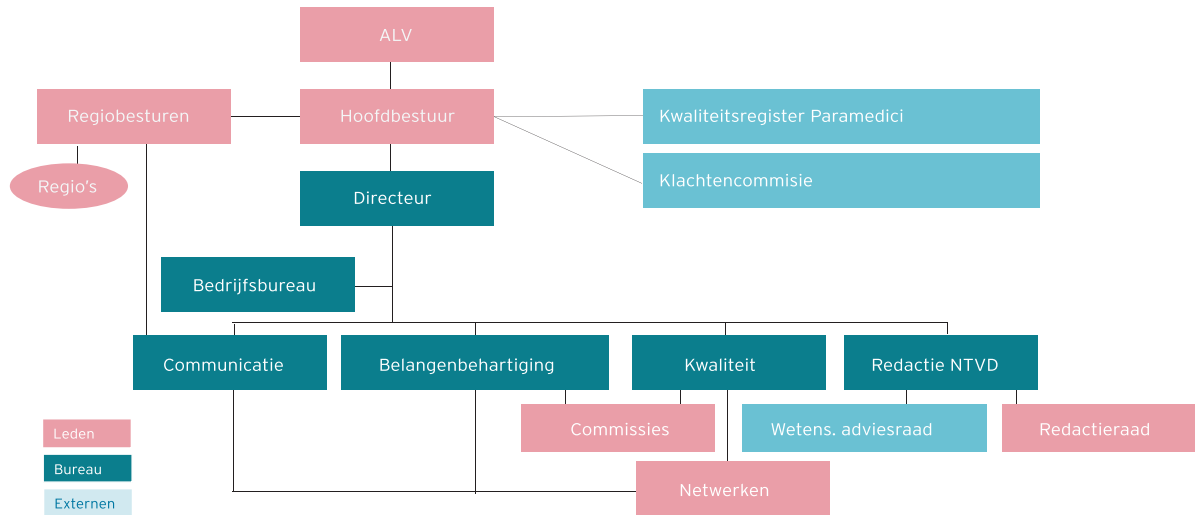 ALV
Regiobesturen
Hoofdbestuur
Kwaliteitsregister Paramedici
Klachtencommisie
Regio's
Directeur
Bedrijfsbureau
Communicatie
Belangenbehartiging
Kwaliteit
Redactie NTVD
Commissies
Wetens. adviesraad
Redactieraad
Netwerken
Leden
Bureau
Externen